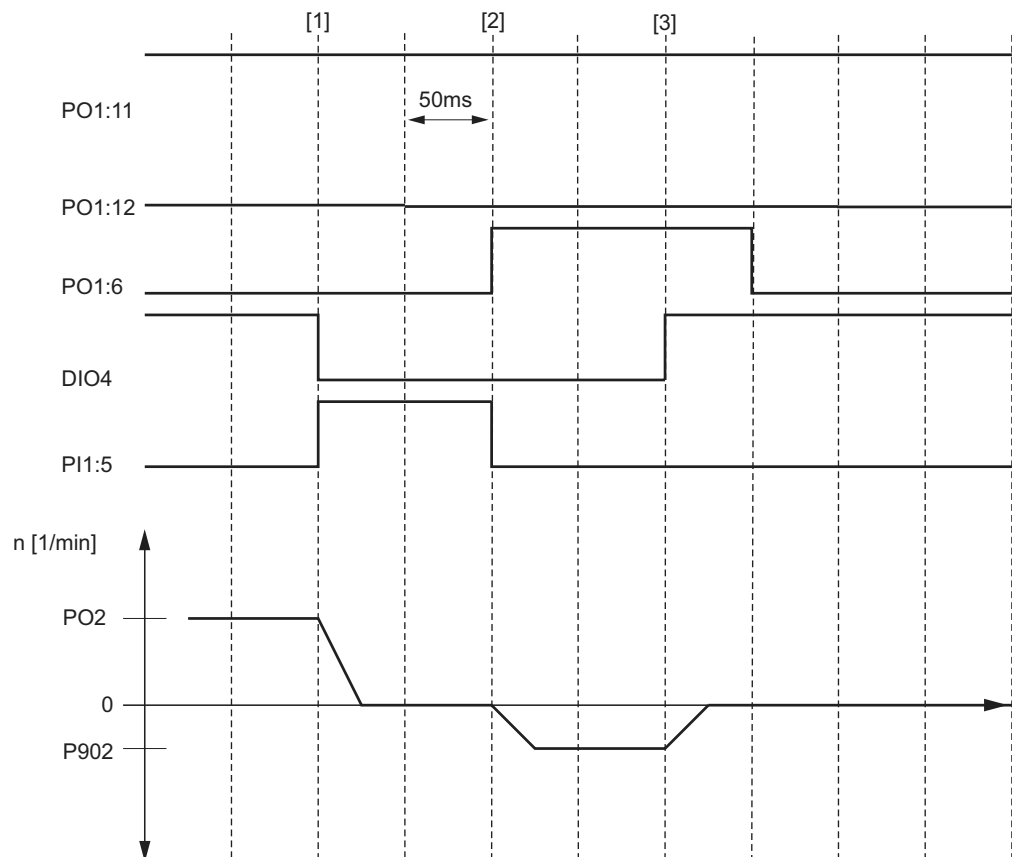 [1] [2] [3]
50ms
PO1:11
PO1:12
PO1:6
DIO4
PI1:5
n [1/min]
PO2
0
P902